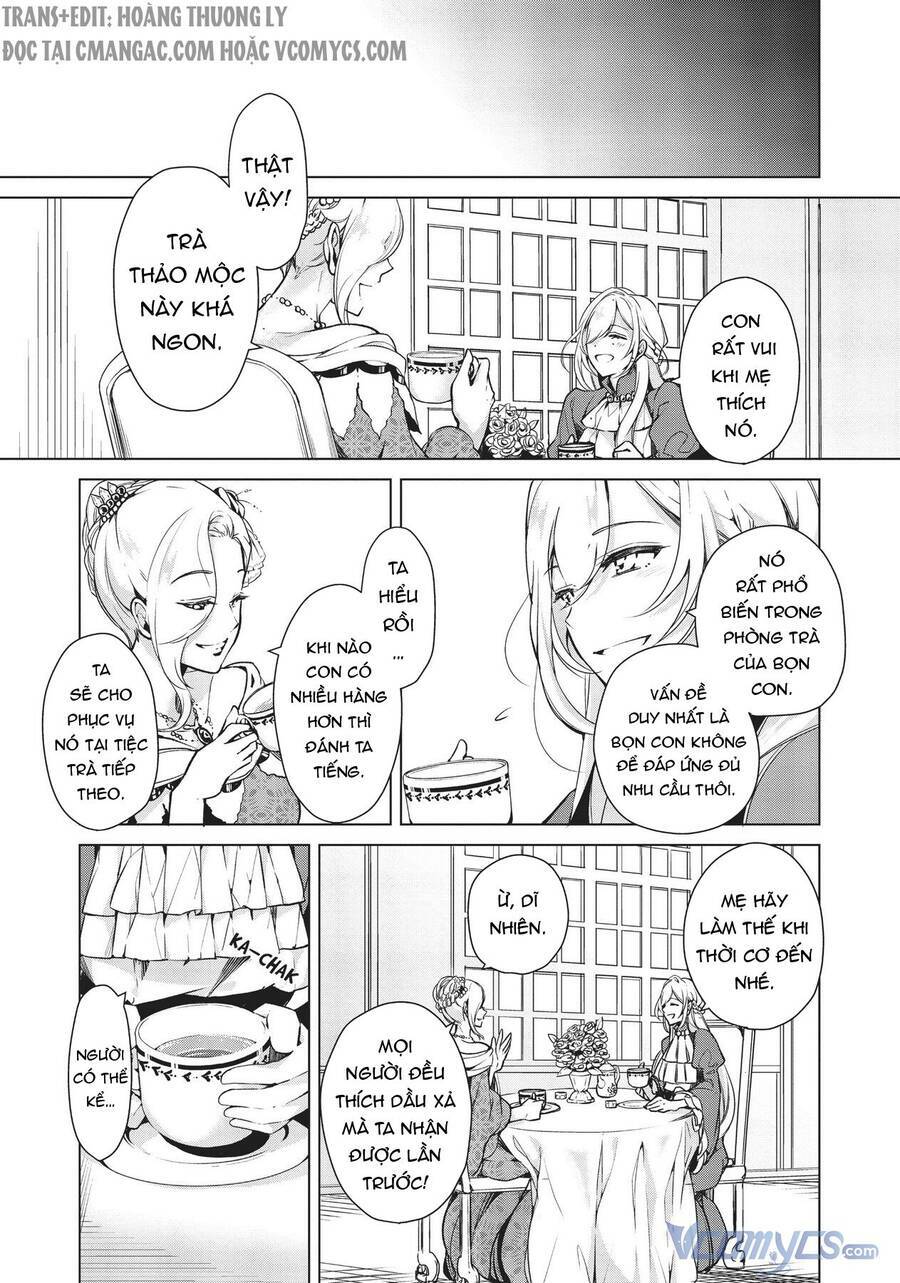 TRANS+EDIT: HOÀNG THUONG LY
ĐỌC TẠI CMANGAC.COM HOẶC VCOMYCS.COM
THẬT
VẬY!
TRÀ
THẢO MỘC
NÀY KHÁ
NGON.
CON
RẤT VUI
KHI MẸ
THÍCH
NÓ.
NÓ
RẤT PHỔ
BIẾN TRONG
PHÒNG TRÀ
CỦA BỌN
CON.
VẤN ĐỀ
DUY NHẤT LÀ
BỌN CON KHÔNG
ĐỂ ĐÁP ỨNG ĐỦ
NHU CẦU THÔI.
TA
HIỂU
RỒI
...
KHI NÀO
CON CÓ
NHIỀU HÀNG
HƠN THÌ
ĐÁNH TA
TIẾNG.
TA
SẼ CHO
PHỤC VỤ
NÓ TẠI TIỆC
TRÀ TIẾP
THEO.
MẸ HÃY
LÀM THẾ KHI
THỜI CƠ ĐẾN
NHÉ.
Ừ, DĨ
NHIÊN.
MỌI
NGƯỜI ĐỀU
THÍCH DẦU XẢ
MÀ TA NHẬN
ĐƯỢC LẦN
TRƯỚC!
KA-CHAK
NGƯỜI
CÓ THỂ
KỂ...
VCOMYCS.COM